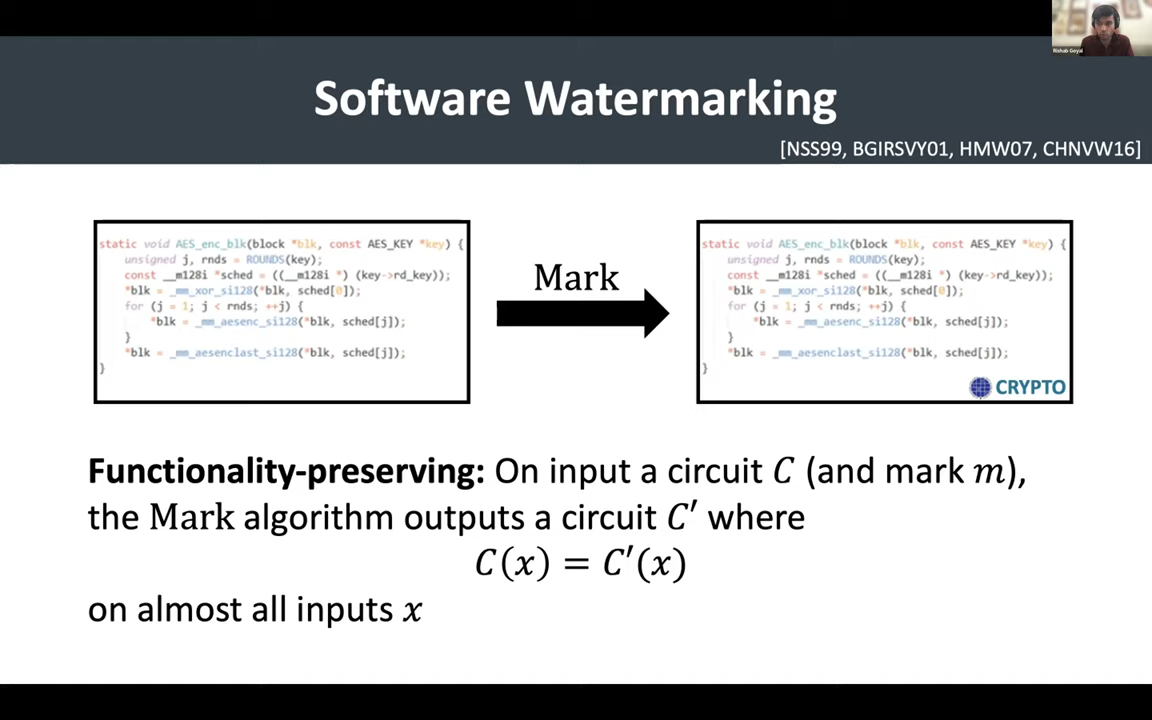 Rishab Goyal
Software Watermarking
[NSS99, BGIRSVY01, HMW07, CHNVW16]
static void AES_enc_blk(block *blk, const AES_KEY *key) {
unsigned j, rnds = ROUNDS(key);
const __m128i *sched = ((__m128i *) (key->rd_key));
*blk = _mm_xor_si128(*blk, sched[0]);
for (j = 1; j < rnds; ++j) {
*blk = _mm_aesenc_si128(*blk, sched[j]);
}
*blk = _mm_aesenclast_si128(*blk, sched[j]);
}
Mark
static void AES_enc_blk(block *blk, const AES_KEY *key) {
unsigned j, rnds = ROUNDS(key);
const __m128i *sched = ((__m128i *) (key->rd_key));
*blk = _mm_xor_si128(*blk, sched[0]);
for (j = 1; j < rnds; ++j) {
*blk = _mm_aesenc_si128(*blk, sched[j]);
}
*blk = _mm_aesenclast_si128(*blk, sched[j]);
}
CRYPTO
Functionality-preserving: On input a circuit C (and mark m),
the Mark algorithm outputs a circuit C′ where
C(x) = C′(x)
on almost all inputs x